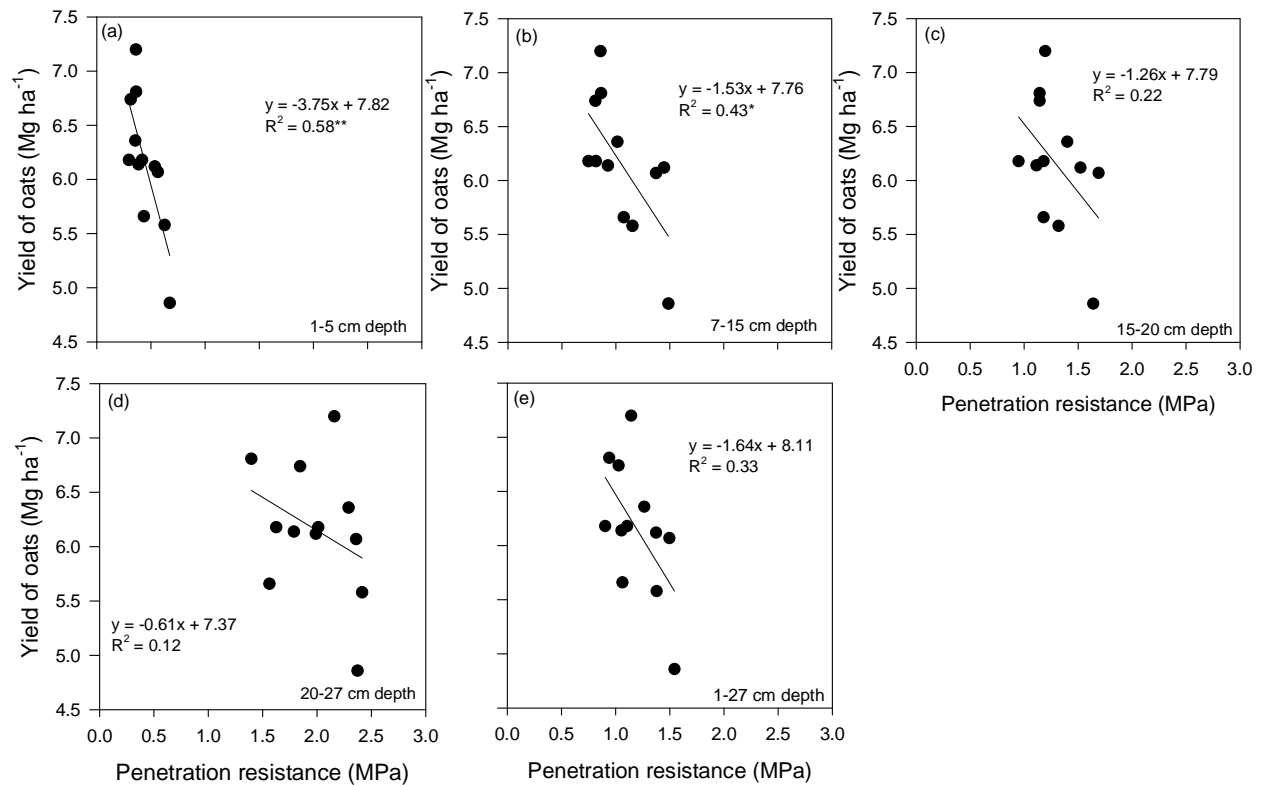 (a)
Yield of oats (Mg ha⁻¹)
7.5
7.0
6.5
6.0
5.5
5.0
4.5
y = -3.75x + 7.82
R² = 0.58**
1-5 cm depth
(b)
Yield of oats (Mg ha⁻¹)
7.5
7.0
6.5
6.0
5.5
5.0
4.5
y = -1.53x + 7.76
R² = 0.43*
7-15 cm depth
(c)
Yield of oats (Mg ha⁻¹)
7.5
7.0
6.5
6.0
5.5
5.0
4.5
y = -1.26x + 7.79
R² = 0.22
15-20 cm depth
0.0 0.5 1.0 1.5 2.0 2.5 3.0
Penetration resistance (MPa)
(d)
Yield of oats (Mg ha⁻¹)
7.5
7.0
6.5
6.0
5.5
5.0
4.5
y = -0.61x + 7.37
R² = 0.12
20-27 cm depth
0.0 0.5 1.0 1.5 2.0 2.5 3.0
Penetration resistance (MPa)
(e)
y = -1.64x + 8.11
R² = 0.33
1-27 cm depth
0.0 0.5 1.0 1.5 2.0 2.5 3.0
Penetration resistance (MPa)